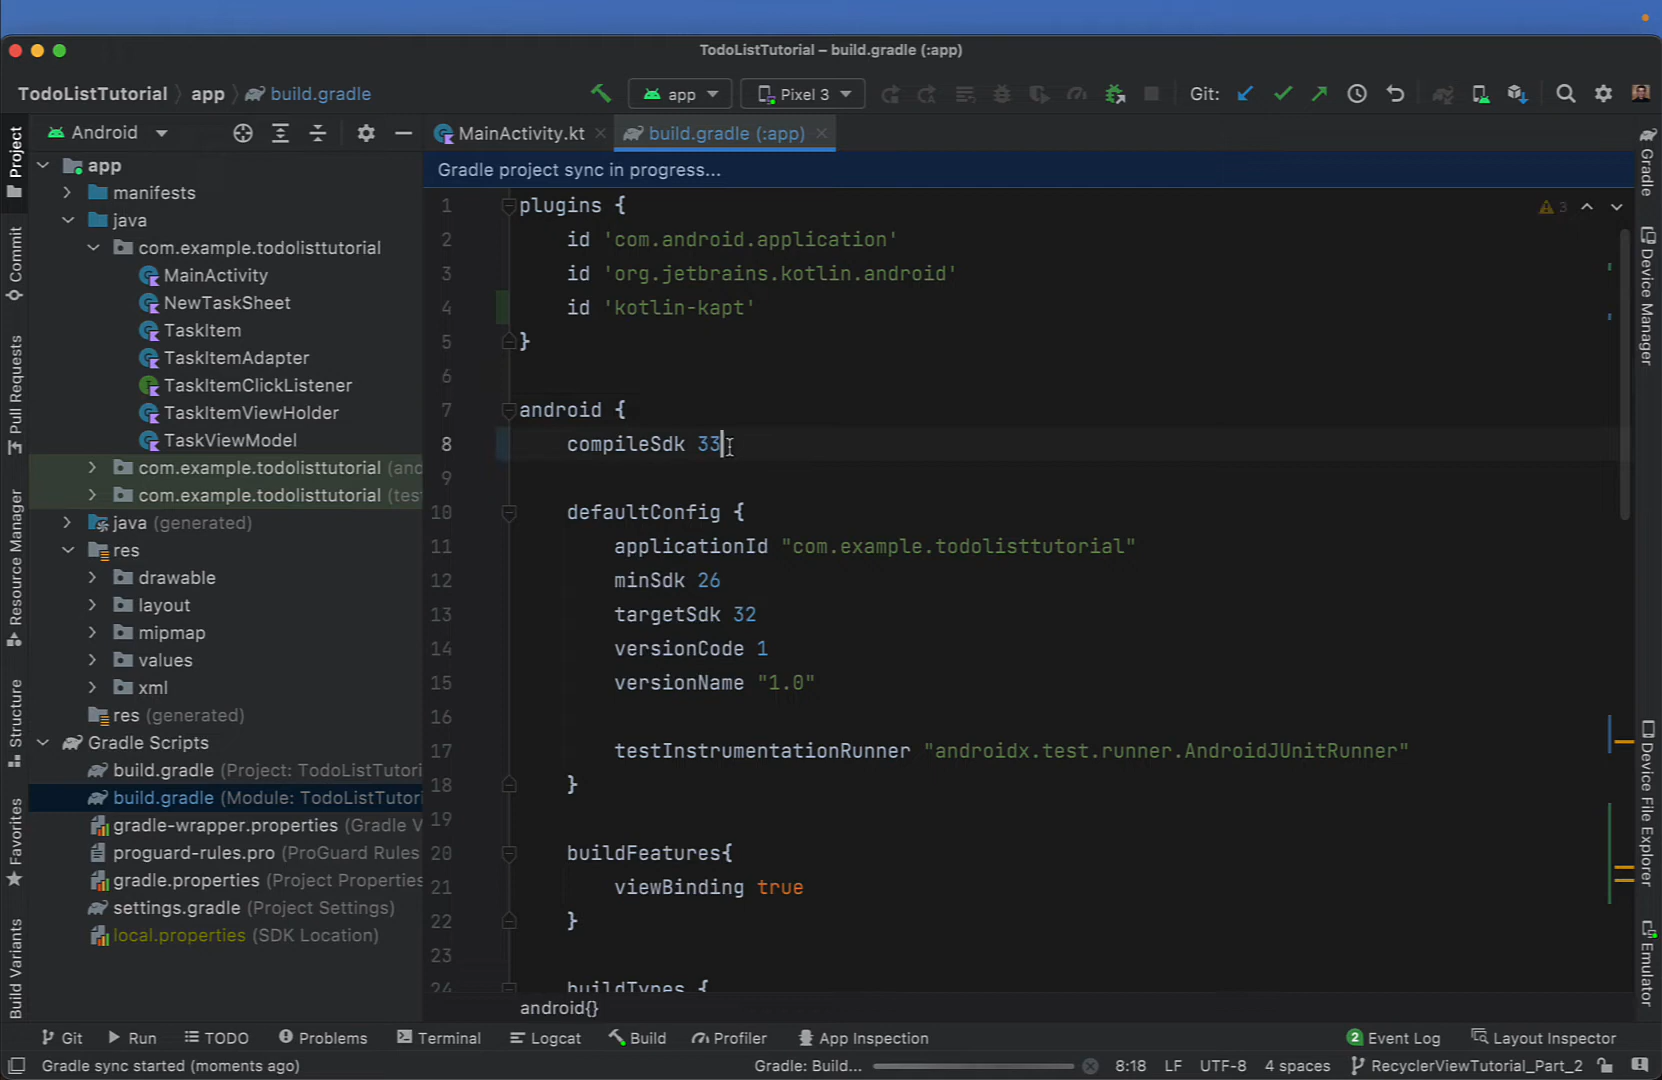 TodoListTutorial – build.gradle (:app)
TodoListTutorial app build.gradle
app
Pixel 3
Git:
Android
MainActivity.kt
build.gradle (:app)
Gradle project sync in progress...
Project
Commit
Pull Requests
Resource Manager
Structure
Favorites
Build Variants
app
manifests
java
com.example.todolisttutorial
MainActivity
NewTaskSheet
TaskItem
TaskItemAdapter
TaskItemClickListener
TaskItemViewHolder
TaskViewModel
com.example.todolisttutorial (and
com.example.todolisttutorial (tes
java (generated)
res
drawable
layout
mipmap
values
xml
res (generated)
Gradle Scripts
build.gradle (Project: TodoListTutori
build.gradle (Module: TodoListTutori
gradle-wrapper.properties (Gradle V
proguard-rules.pro (ProGuard Rules
gradle.properties (Project Properties
settings.gradle (Project Settings)
local.properties (SDK Location)
3
1 plugins {
2 id 'com.android.application'
3 id 'org.jetbrains.kotlin.android'
4 id 'kotlin-kapt'
5 }
6
7 android {
8 compileSdk 33
9
10 defaultConfig {
11 applicationId "com.example.todolisttutorial"
12 minSdk 26
13 targetSdk 32
14 versionCode 1
15 versionName "1.0"
16
17 testInstrumentationRunner "androidx.test.runner.AndroidJUnitRunner"
18 }
19
20 buildFeatures{
21 viewBinding true
22 }
23
24 buildTypes {
android{}
Gradle
Device Manager
Device File Explorer
Emulator
Git Run TODO Problems Terminal Logcat Build Profiler App Inspection 2 Event Log Layout Inspector
Gradle sync started (moments ago) Gradle: Build... 8:18 LF UTF-8 4 spaces RecyclerViewTutorial_Part_2